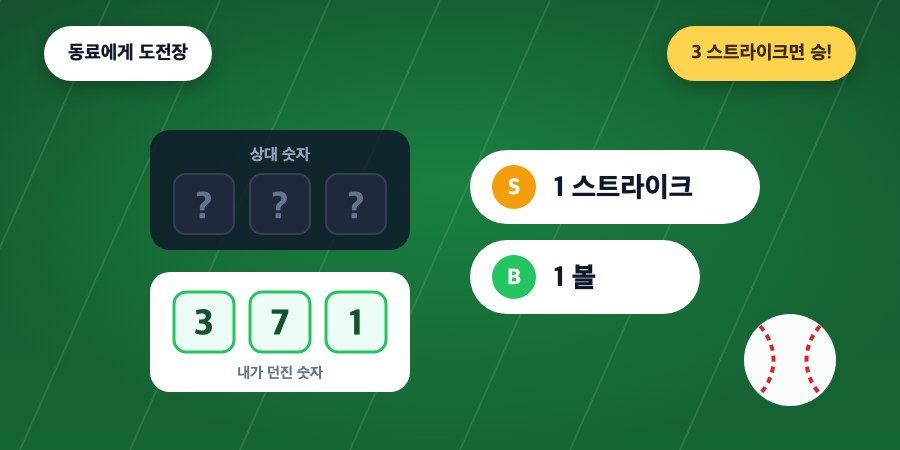 동료에게 도전장
3 스트라이크면 승!
상대 숫자
? ? ?
3 7 1
내가 던진 숫자
S 1 스트라이크
B 1 볼